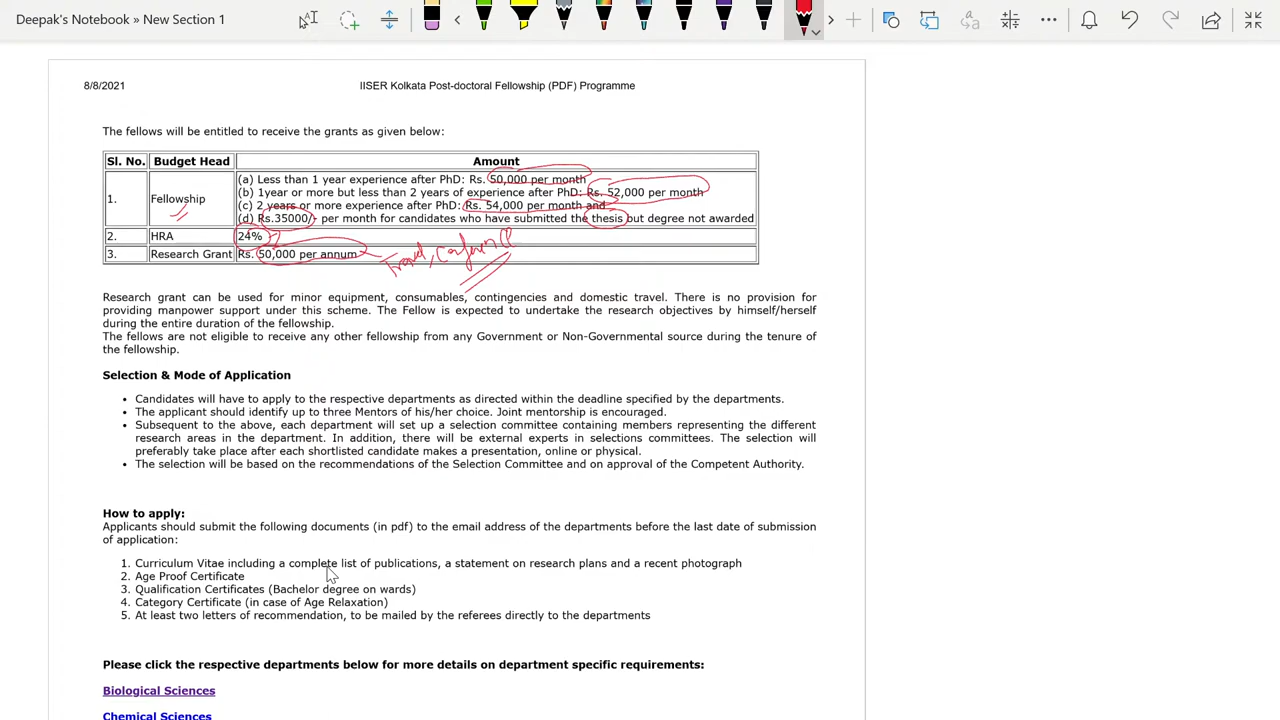 Deepak's Notebook » New Section 1
8/8/2021 IISER Kolkata Post-doctoral Fellowship (PDF) Programme
The fellows will be entitled to receive the grants as given below:
Sl. No. Budget Head Amount
1. Fellowship (a) Less than 1 year experience after PhD: Rs. 50,000 per month
(b) 1year or more but less than 2 years of experience after PhD: Rs. 52,000 per month
(c) 2 years or more experience after PhD: Rs. 54,000 per month and
(d) Rs.35000/- per month for candidates who have submitted the thesis but degree not awarded
2. HRA 24%
3. Research Grant Rs. 50,000 per annum
Travel, Conference
Research grant can be used for minor equipment, consumables, contingencies and domestic travel. There is no provision for
providing manpower support under this scheme. The Fellow is expected to undertake the research objectives by himself/herself
during the entire duration of the fellowship.
The fellows are not eligible to receive any other fellowship from any Government or Non-Governmental source during the tenure of
the fellowship.
Selection & Mode of Application
• Candidates will have to apply to the respective departments as directed within the deadline specified by the departments.
• The applicant should identify up to three Mentors of his/her choice. Joint mentorship is encouraged.
• Subsequent to the above, each department will set up a selection committee containing members representing the different
research areas in the department. In addition, there will be external experts in selections committees. The selection will
preferably take place after each shortlisted candidate makes a presentation, online or physical.
• The selection will be based on the recommendations of the Selection Committee and on approval of the Competent Authority.
How to apply:
Applicants should submit the following documents (in pdf) to the email address of the departments before the last date of submission
of application:
1. Curriculum Vitae including a complete list of publications, a statement on research plans and a recent photograph
2. Age Proof Certificate
3. Qualification Certificates (Bachelor degree on wards)
4. Category Certificate (in case of Age Relaxation)
5. At least two letters of recommendation, to be mailed by the referees directly to the departments
Please click the respective departments below for more details on department specific requirements:
Biological Sciences
Chemical Sciences